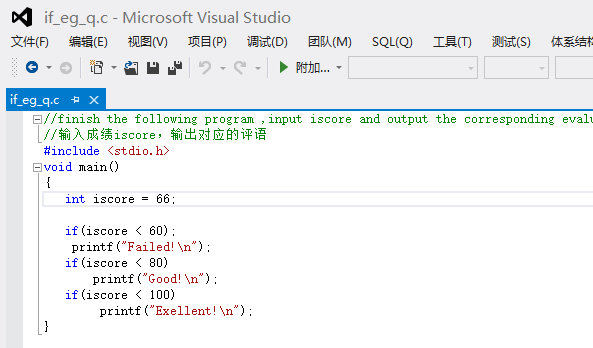 if_eg_q.c - Microsoft Visual Studio
文件(F) 编辑(E) 视图(V) 项目(P) 调试(D) 团队(M) SQL(Q) 工具(T) 测试(S) 体系结构
附加...
if_eg_q.c
//finish the following program ,input iscore and output the corresponding evalu
//输入成绩iscore，输出对应的评语
#include <stdio.h>
void main()
{
int iscore = 66;
if(iscore < 60);
printf("Failed!\n");
if(iscore < 80)
printf("Good!\n");
if(iscore < 100)
printf("Exellent!\n");
}